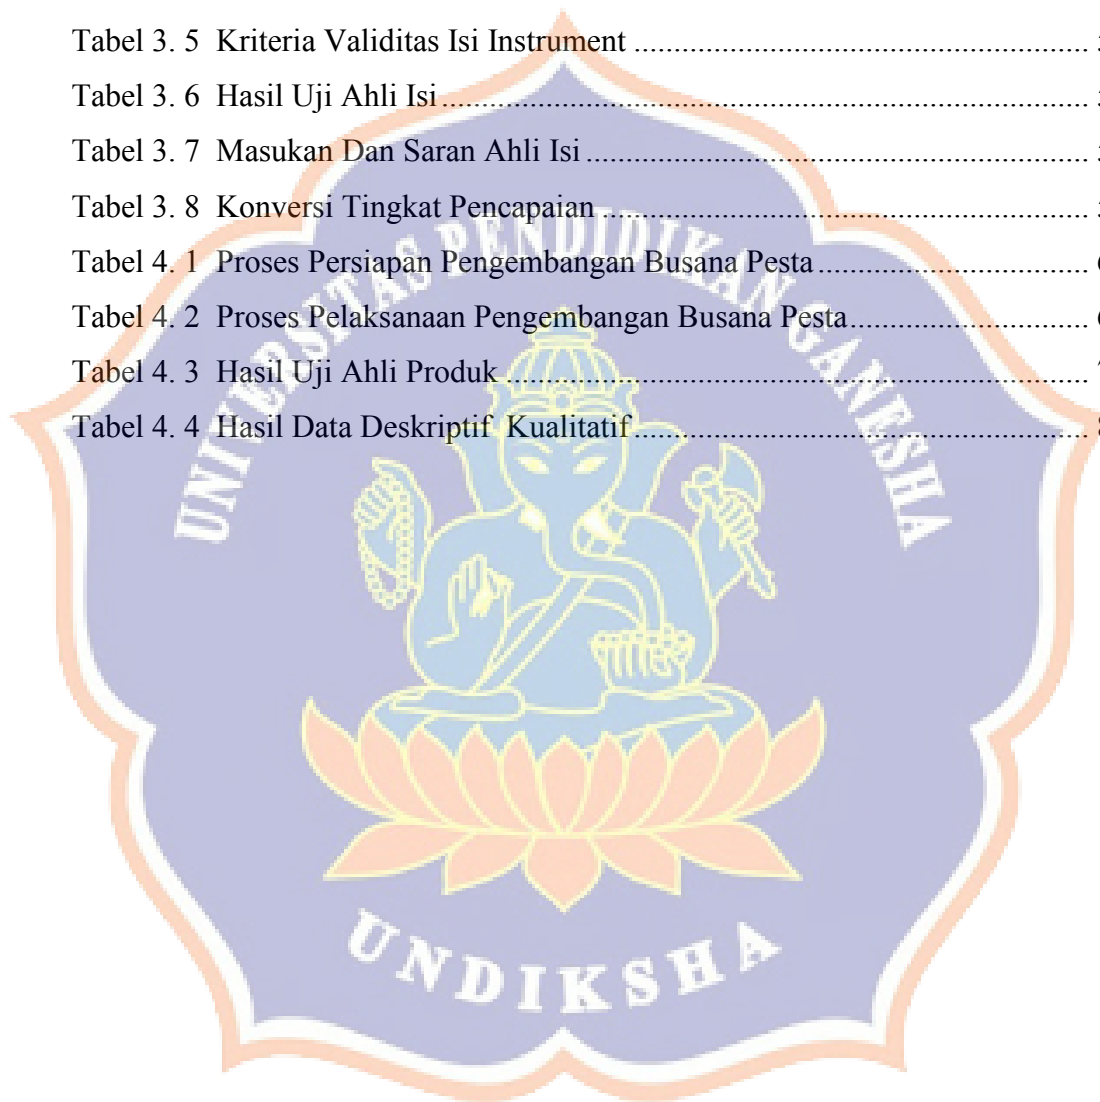 Tabel 3. 5 Kriteria Validitas Isi Instrument ........................................................
Tabel 3. 6 Hasil Uji Ahli Isi ................................................................................
Tabel 3. 7 Masukan Dan Saran Ahli Isi ..............................................................
Tabel 3. 8 Konversi Tingkat Pencapaian .............................................................
Tabel 4. 1 Proses Persiapan Pengembangan Busana Pesta .................................
Tabel 4. 2 Proses Pelaksanaan Pengembangan Busana Pesta..............................
Tabel 4. 3 Hasil Uji Ahli Produk .........................................................................
Tabel 4. 4 Hasil Data Deskriptif Kualitatif .........................................................
UNIVERSITAS PENDIDIKAN GANESHA
UNDIKSHA